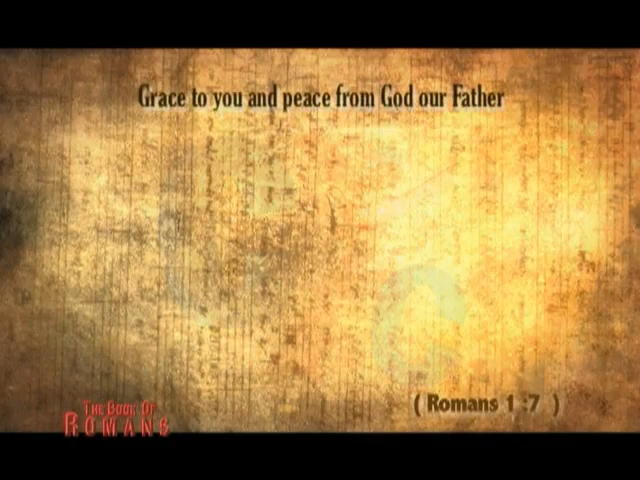 Grace to you and peace from God our Father
( Romans 1 :7 )
The Book Of
Romans